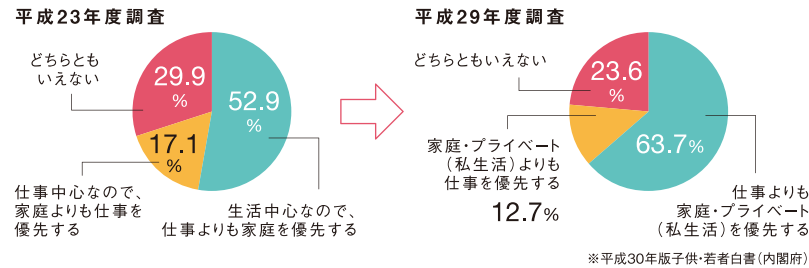 平成23年度調査
どちらとも
いえない
29.9
%
52.9
%
17.1
%
仕事中心なので、
家庭よりも仕事を
優先する
生活中心なので、
仕事よりも家庭を優先する
平成29年度調査
どちらともいえない
23.6
%
63.7%
家庭・プライベート
(私生活)よりも
仕事を優先する
12.7%
仕事よりも
家庭・プライベート
(私生活)を優先する
※平成30年版子供・若者白書(内閣府)